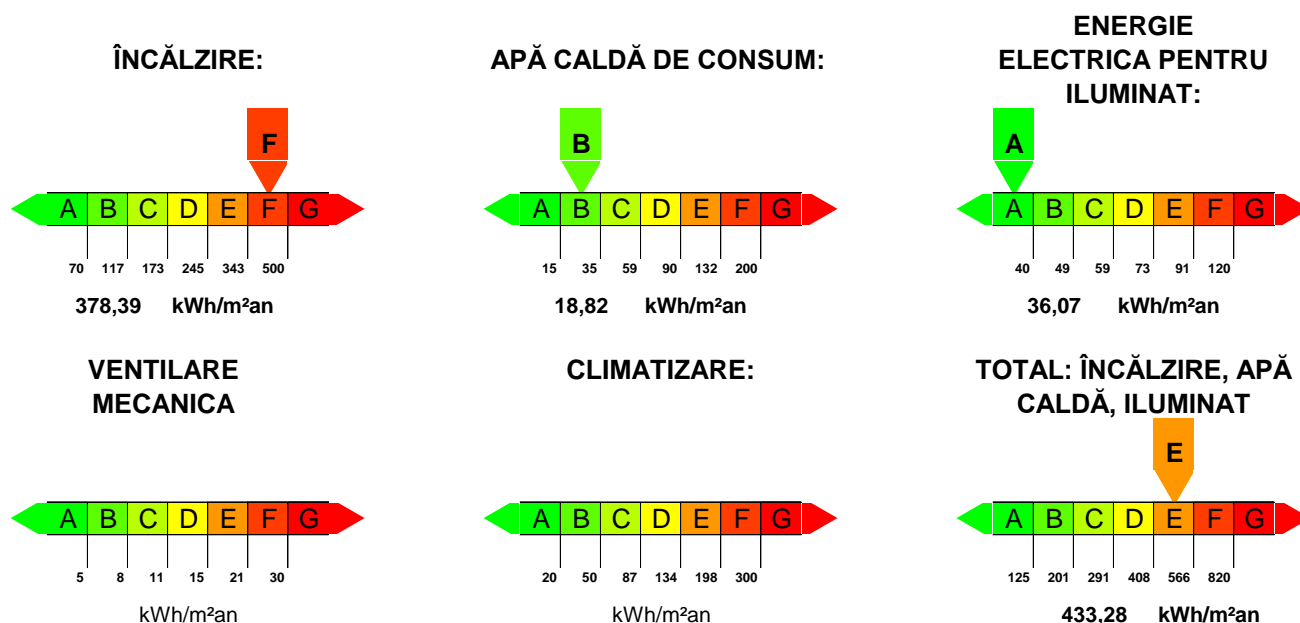 ÎNCĂLZIRE:
F
A B C D E F G
70 117 173 245 343 500
378,39 kWh/m²an
APĂ CALDĂ DE CONSUM:
B
A B C D E F G
15 35 59 90 132 200
18,82 kWh/m²an
ENERGIE
ELECTRICA PENTRU
ILUMINAT:
A
A B C D E F G
40 49 59 73 91 120
36,07 kWh/m²an
VENTILARE
MECANICA
A B C D E F G
5 8 11 15 21 30
kWh/m²an
CLIMATIZARE:
A B C D E F G
20 50 87 134 198 300
kWh/m²an
TOTAL: ÎNCĂLZIRE, APĂ
CALDĂ, ILUMINAT
E
A B C D E F G
125 201 291 408 566 820
433,28 kWh/m²an